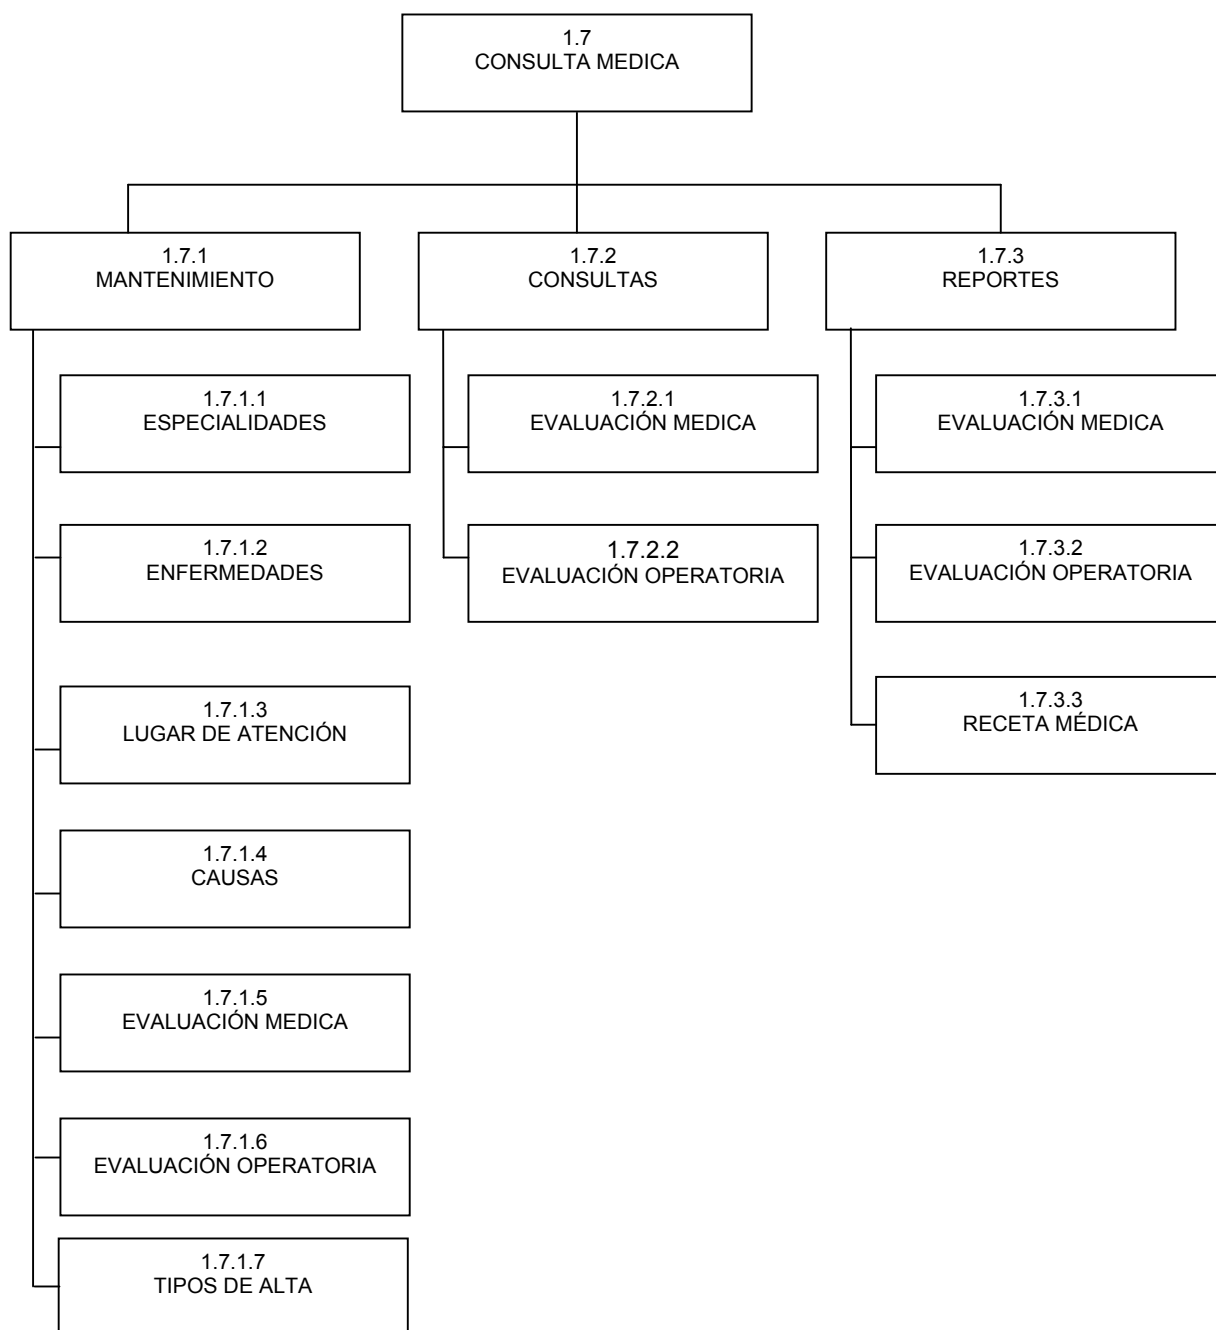 1.7
CONSULTA MEDICA
1.7.1
MANTENIMIENTO
1.7.2
CONSULTAS
1.7.3
REPORTES
1.7.1.1
ESPECIALIDADES
1.7.2.1
EVALUACIÓN MEDICA
1.7.3.1
EVALUACIÓN MEDICA
1.7.1.2
ENFERMEDADES
1.7.2.2
EVALUACIÓN OPERATORIA
1.7.3.2
EVALUACIÓN OPERATORIA
1.7.1.3
LUGAR DE ATENCIÓN
1.7.3.3
RECETA MÉDICA
1.7.1.4
CAUSAS
1.7.1.5
EVALUACIÓN MEDICA
1.7.1.6
EVALUACIÓN OPERATORIA
1.7.1.7
TIPOS DE ALTA